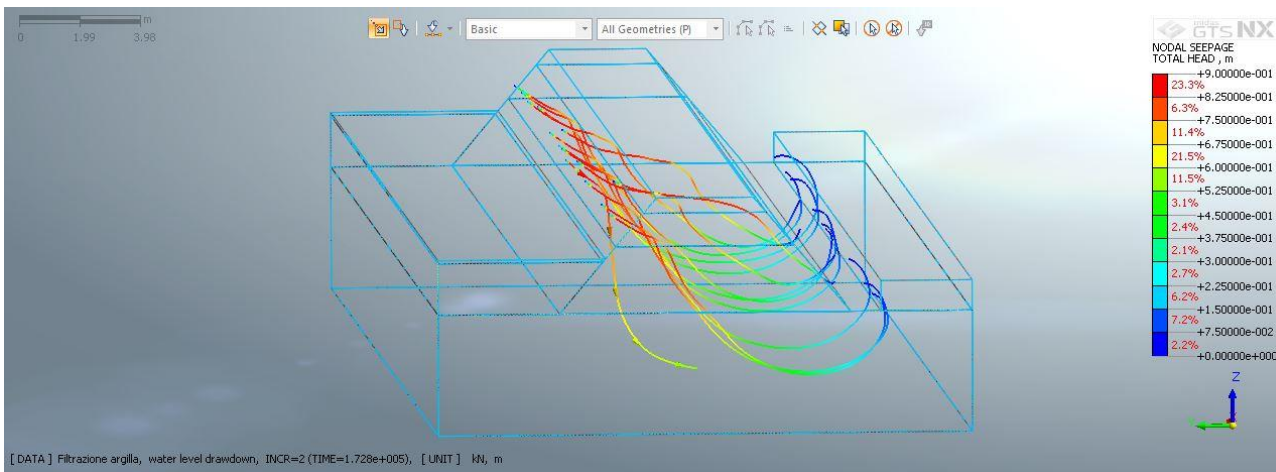 m
0 1.99 3.98
Basic
All Geometries (P)
midas
GTS NX
NODAL SEEPAGE
TOTAL HEAD , m
+9.00000e-001
23.3%
+8.25000e-001
6.3%
+7.50000e-001
11.4%
+6.75000e-001
21.5%
+6.00000e-001
11.5%
+5.25000e-001
3.1%
+4.50000e-001
2.4%
+3.75000e-001
2.1%
+3.00000e-001
2.7%
+2.25000e-001
6.2%
+1.50000e-001
7.2%
+7.50000e-002
2.2%
+0.00000e+000
Z
[ DATA ] Filtrazione argilla, water level drawdown, INCR=2 (TIME=1.728e+005), [ UNIT ] kN, m